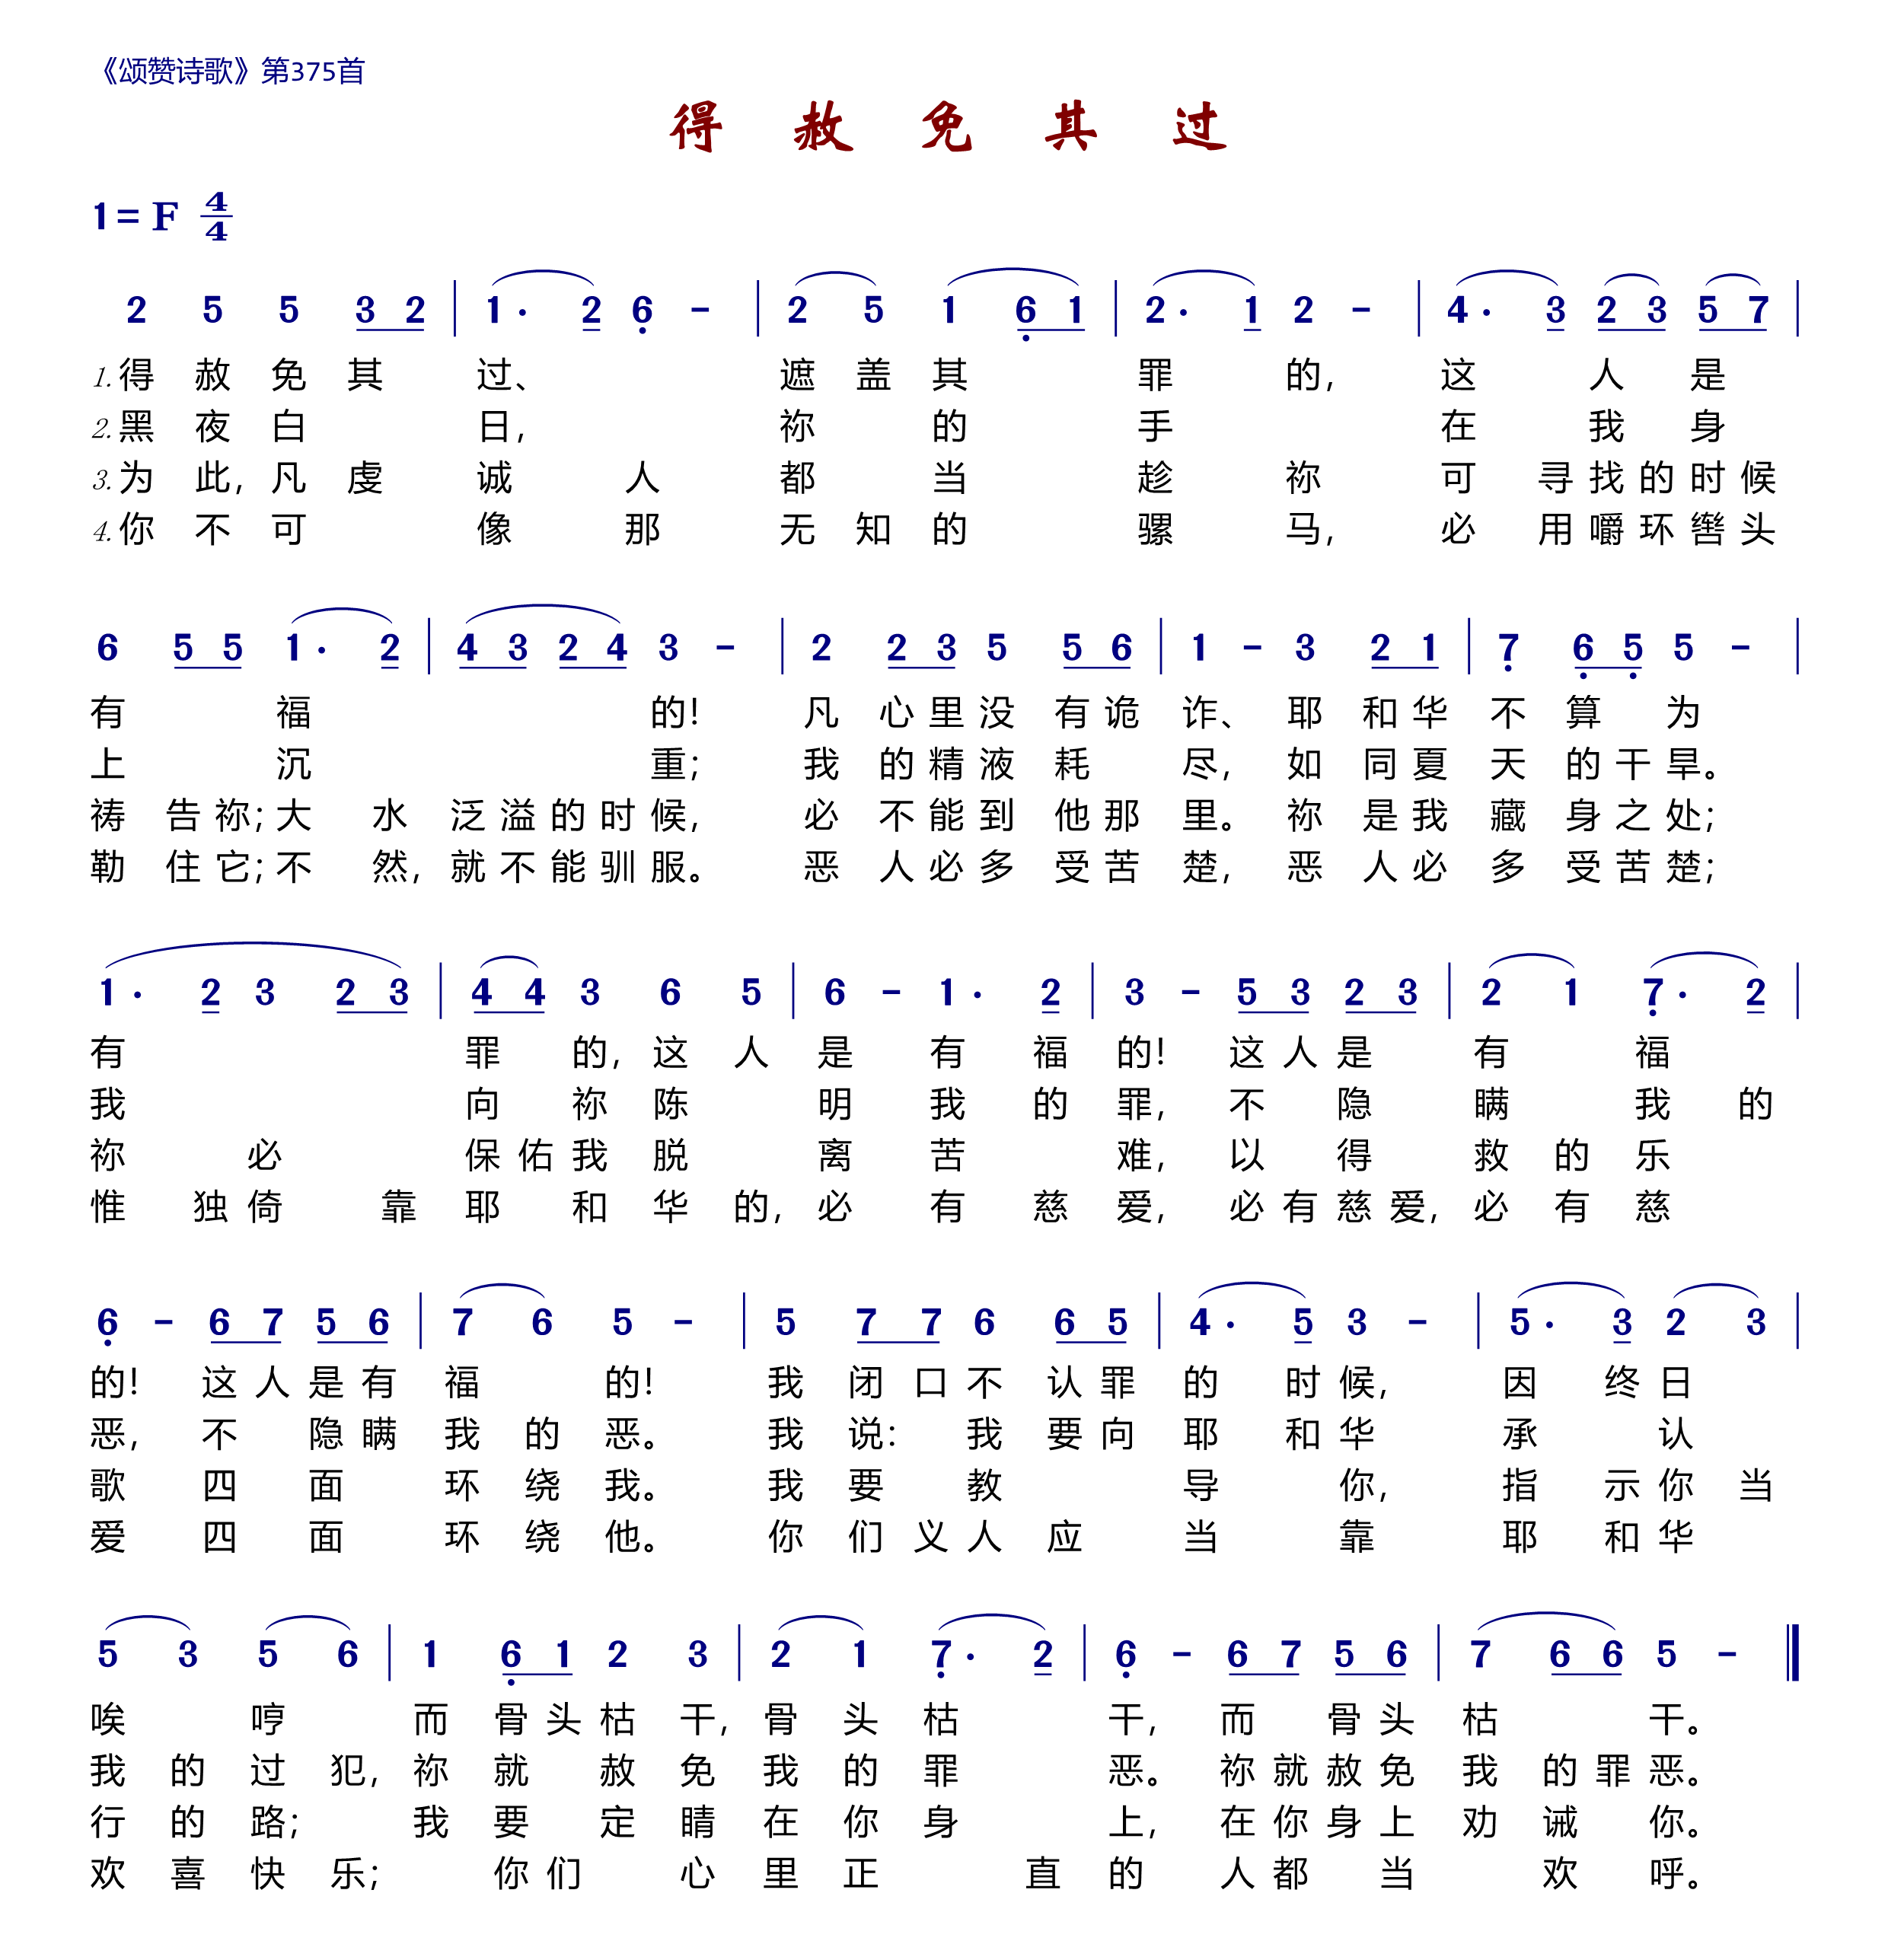 《颂赞诗歌》第375首
得 赦 免 其 过
1 = F 4/4
2 5 5 3 2 | 1 · 2 6 - | 2 5 1 6 1 | 2 · 1 2 - | 4 · 3 2 3 5 7 |
1. 得 赦 免 其 过、 遮 盖 其 罪 的, 这 人 是
2. 黑 夜 白 日, 祢 的 手 在 我 身
3. 为 此, 凡 虔 诚 人 都 当 趁 祢 可 寻 找 的 时 候
4. 你 不 可 像 那 无 知 的 骡 马, 必 用 嚼 环 辔 头
6 5 5 1 · 2 | 4 3 2 4 3 - | 2 2 3 5 5 6 | 1 - 3 2 1 | 7 6 5 5 - |
有 福 的! 凡 心 里 没 有 诡 诈、 耶 和 华 不 算 为
上 沉 重; 我 的 精 液 耗 尽, 如 同 夏 天 的 干 旱。
祷 告 祢; 大 水 泛 溢 的 时 候, 必 不 能 到 他 那 里。 祢 是 我 藏 身 之 处;
勒 住 它; 不 然, 就 不 能 驯 服。 恶 人 必 多 受 苦 楚, 恶 人 必 多 受 苦 楚;
1 · 2 3 2 3 | 4 4 3 6 5 | 6 - 1 · 2 | 3 - 5 3 2 3 | 2 1 7 · 2 |
有 罪 的, 这 人 是 有 福 的! 这 人 是 有 福
我 向 祢 陈 明 我 的 罪, 不 隐 瞒 我 的
祢 必 保 佑 我 脱 离 苦 难, 以 得 救 的 乐
惟 独 倚 靠 耶 和 华 的, 必 有 慈 爱, 必 有 慈 爱, 必 有 慈
6 - 6 7 5 6 | 7 6 5 - | 5 7 7 6 6 5 | 4 · 5 3 - | 5 · 3 2 3 |
的! 这 人 是 有 福 的! 我 闭 口 不 认 罪 的 时 候, 因 终 日
恶, 不 隐 瞒 我 的 恶。 我 说: 我 要 向 耶 和 华 承 认
歌 四 面 环 绕 我。 我 要 教 导 你, 指 示 你 当
爱 四 面 环 绕 他。 你 们 义 人 应 当 靠 耶 和 华
5 3 5 6 | 1 6 1 2 3 | 2 1 7 · 2 | 6 - 6 7 5 6 | 7 6 6 5 - ‖
唉 哼 而 骨 头 枯 干, 骨 头 枯 干, 而 骨 头 枯 干。
我 的 过 犯, 祢 就 赦 免 我 的 罪 恶。 祢 就 赦 免 我 的 罪 恶。
行 的 路; 我 要 定 睛 在 你 身 上, 在 你 身 上 劝 诫 你。
欢 喜 快 乐; 你 们 心 里 正 直 的 人 都 当 欢 呼。